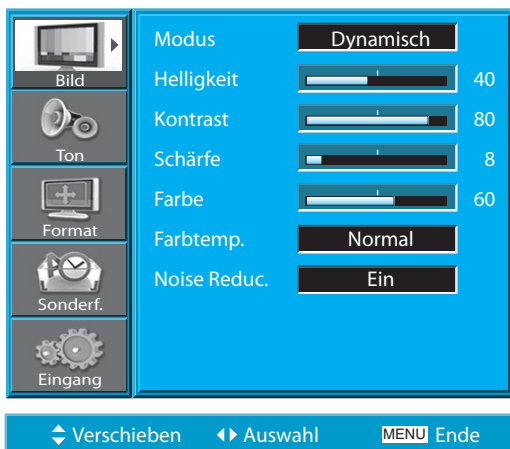 Bild
Ton
Format
Sonderf.
Eingang
Modus Dynamisch
Helligkeit 40
Kontrast 80
Schärfe 8
Farbe 60
Farbtemp. Normal
Noise Reduc. Ein
Verschieben Auswahl MENU Ende